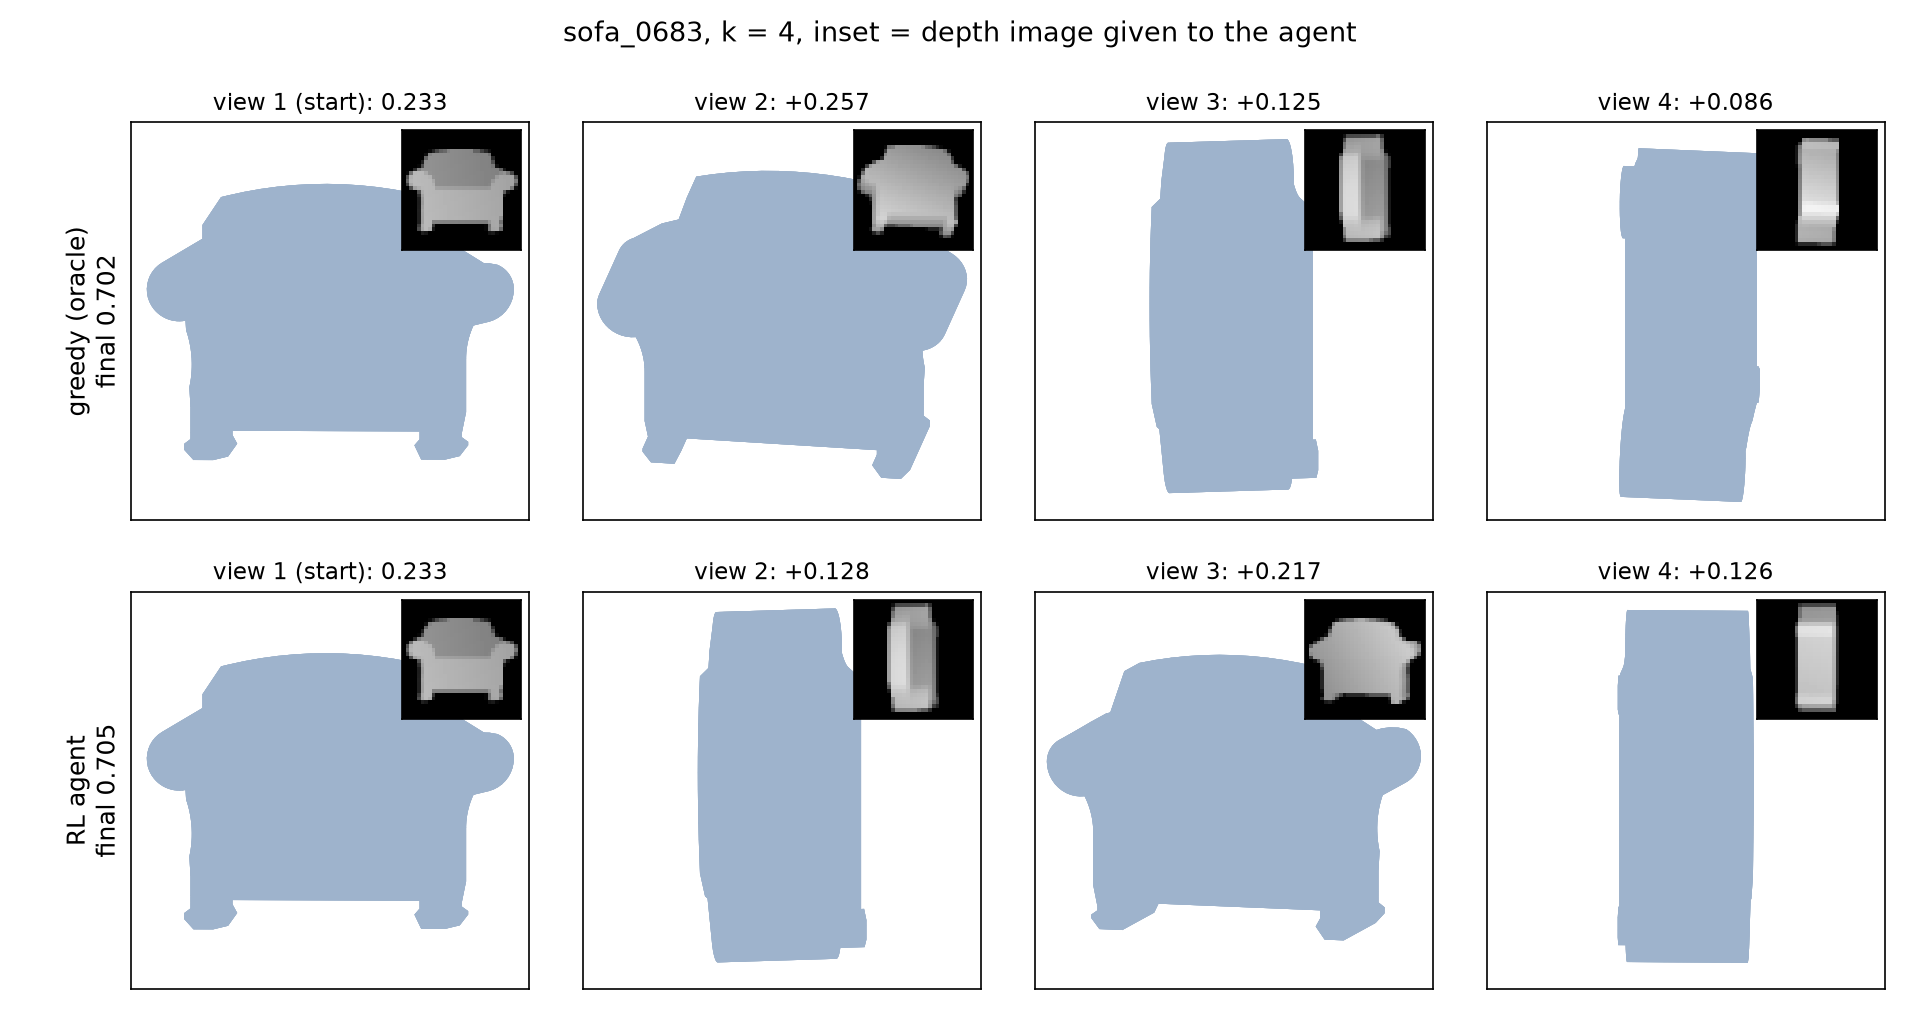 sofa_0683, k = 4, inset = depth image given to the agent
greedy (oracle)
final 0.702
view 1 (start): 0.233
view 2: +0.257
view 3: +0.125
view 4: +0.086
RL agent
final 0.705
view 1 (start): 0.233
view 2: +0.128
view 3: +0.217
view 4: +0.126